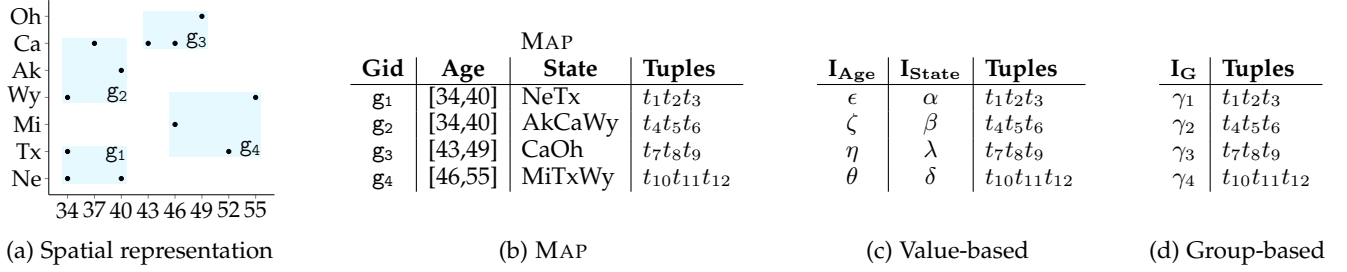 Oh
Ca
Ak
Wy
Mi
Tx
Ne
g3
g2
g1
g4
34 37 40 43 46 49 52 55
(a) Spatial representation
MAP
Gid Age State Tuples
g1 [34,40] NeTx t1t2t3
g2 [34,40] AkCaWy t4t5t6
g3 [43,49] CaOh t7t8t9
g4 [46,55] MiTxWy t10t11t12
(b) MAP
IAge IState Tuples
ϵ α t1t2t3
ζ β t4t5t6
η λ t7t8t9
θ δ t10t11t12
(c) Value-based
IG Tuples
γ1 t1t2t3
γ2 t4t5t6
γ3 t7t8t9
γ4 t10t11t12
(d) Group-based